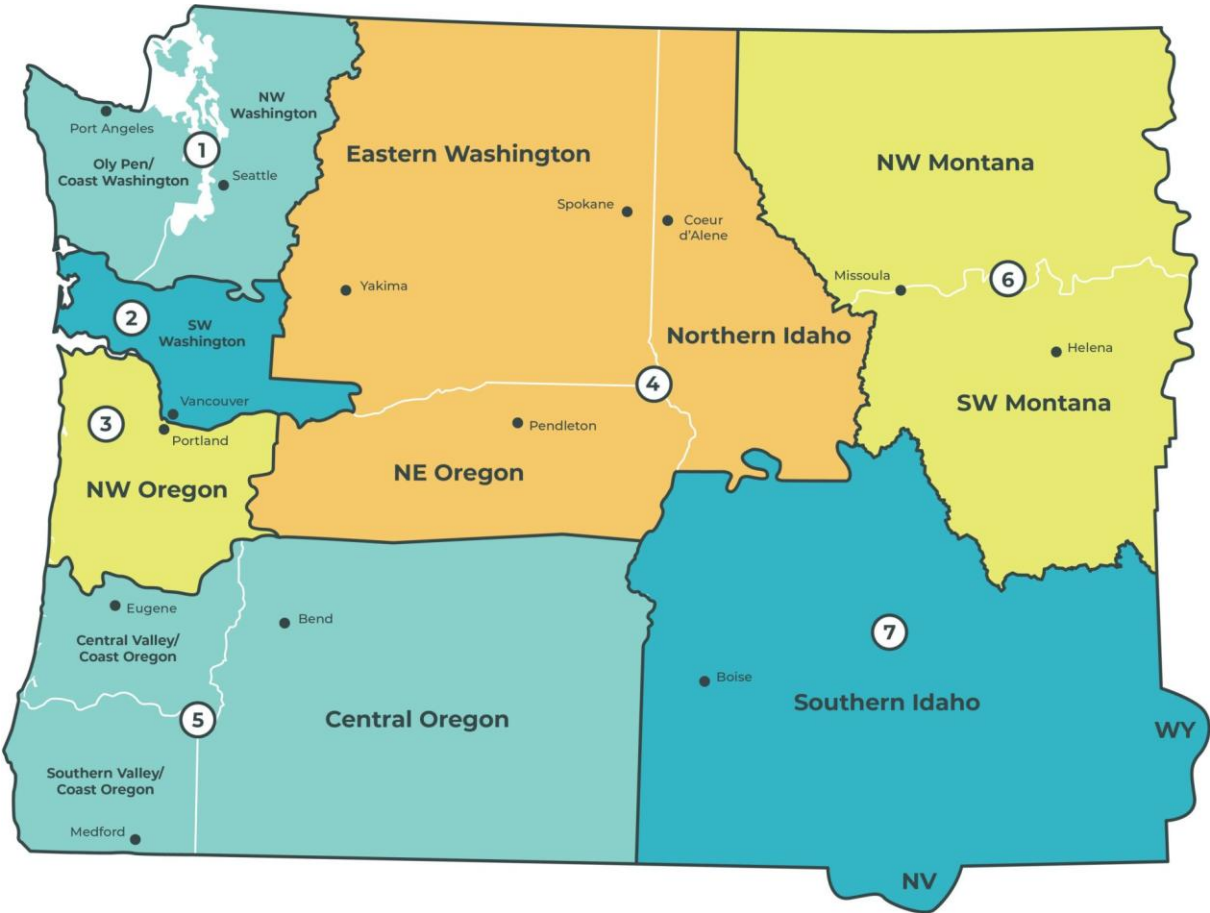 NW
Washington
Port Angeles
1
Oly Pen/
Coast Washington
Seattle
Eastern Washington
Spokane
Coeur
d'Alene
NW Montana
Yakima
Missoula
6
2
SW
Washington
Northern Idaho
Helena
4
SW Montana
Vancouver
3
Portland
Pendleton
NW Oregon
NE Oregon
Eugene
Bend
Central Valley/
Coast Oregon
7
Boise
5
Central Oregon
Southern Idaho
WY
Southern Valley/
Coast Oregon
Medford
NV